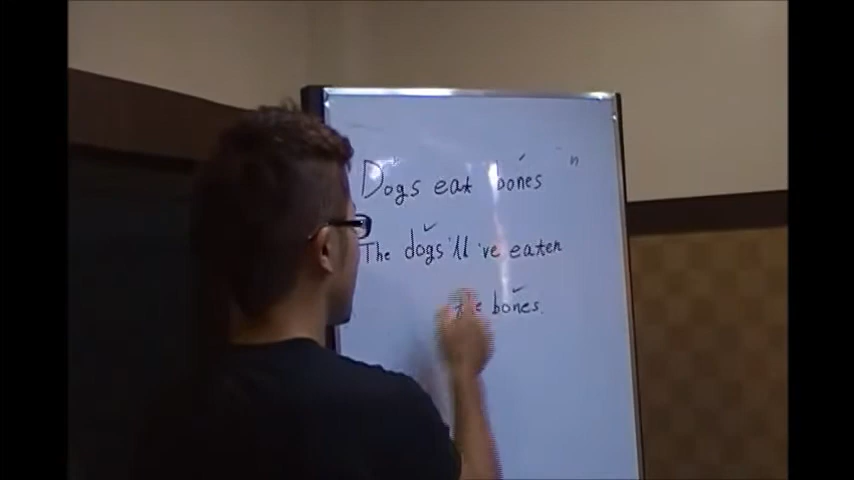 Dogs eat bones
The dogs'll've eaten
the bones.